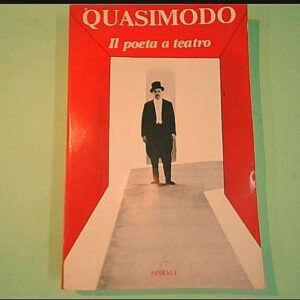 QUASIMODO
Il poeta a teatro
SPIRALI